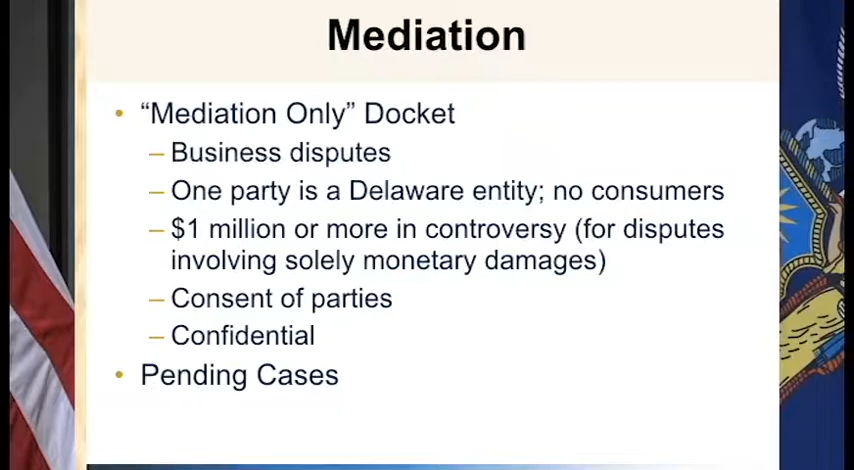 Mediation
• “Mediation Only” Docket
– Business disputes
– One party is a Delaware entity; no consumers
– $1 million or more in controversy (for disputes
involving solely monetary damages)
– Consent of parties
– Confidential
• Pending Cases